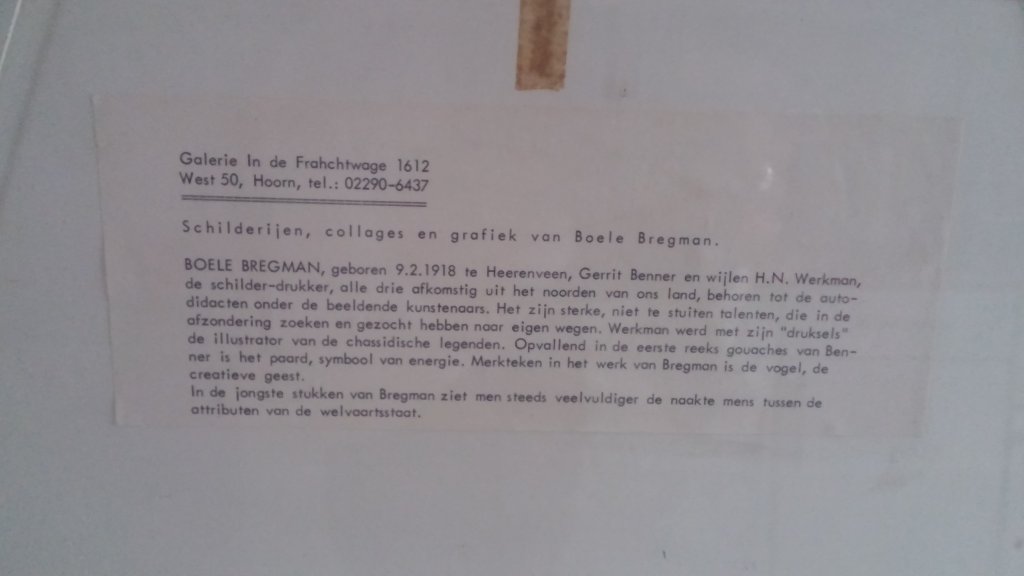 Galerie In de Frahchtwage 1612
West 50, Hoorn, tel.: 02290-6437
Schilderijen, collages en grafiek van Boele Bregman.
BOELE BREGMAN, geboren 9.2.1918 te Heerenveen, Gerrit Benner en wijlen H.N. Werkman,
de schilder-drukker, alle drie afkomstig uit het noorden van ons land, behoren tot de auto-
didacten onder de beeldende kunstenaars. Het zijn sterke, niet te stuiten talenten, die in de
afzondering zoeken en gezocht hebben naar eigen wegen. Werkman werd met zijn "druksels"
de illustrator van de chassidische legenden. Opvallend in de eerste reeks gouaches van Ben-
ner is het paard, symbool van energie. Merkteken in het werk van Bregman is de vogel, de
creatieve geest.
In de jongste stukken van Bregman ziet men steeds veelvuldiger de naakte mens tussen de
attributen van de welvaartsstaat.